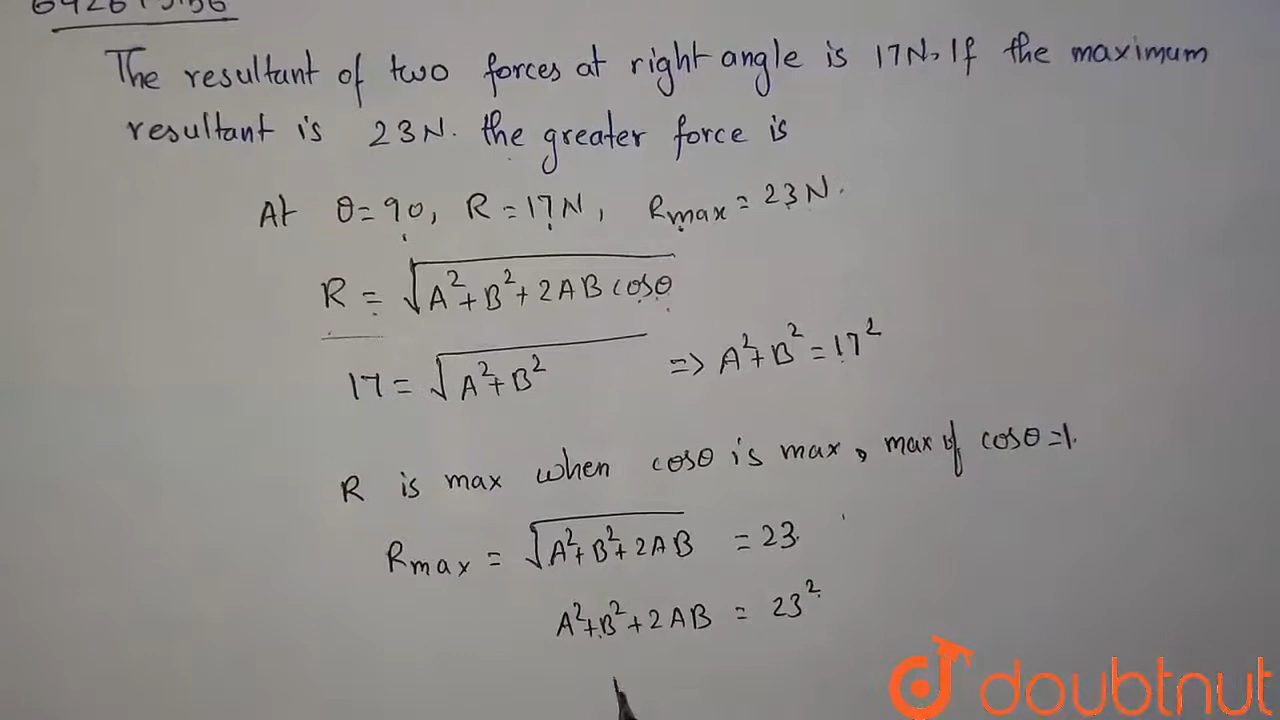 The resultant of two forces at right angle is 17N. If the maximum
resultant is 23N. the greater force is
At θ=90, R=17N, Rmax = 23N.
R = √A²+B²+2AB cosθ
17 = √A²+B² => A²+B² = 17²
R is max when cosθ is max, max of cosθ=1.
Rmax = √A²+B²+2AB = 23.
A²+B²+2AB = 23²
doubtnut